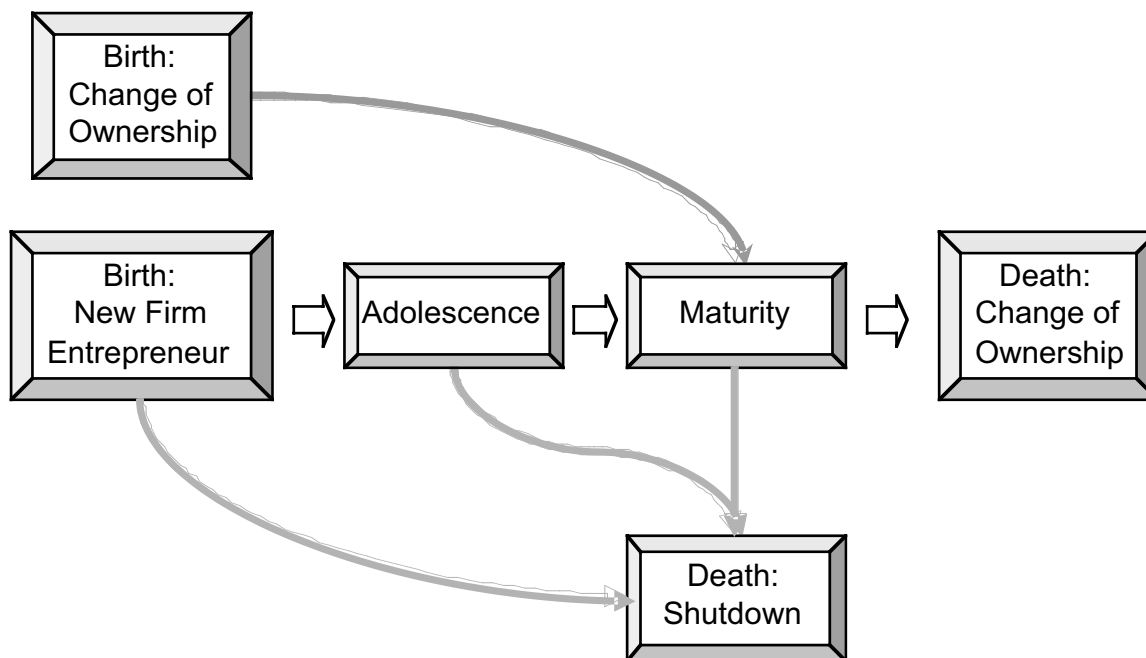 Birth:
Change of
Ownership
Birth:
New Firm
Entrepreneur
Adolescence
Maturity
Death:
Change of
Ownership
Death:
Shutdown